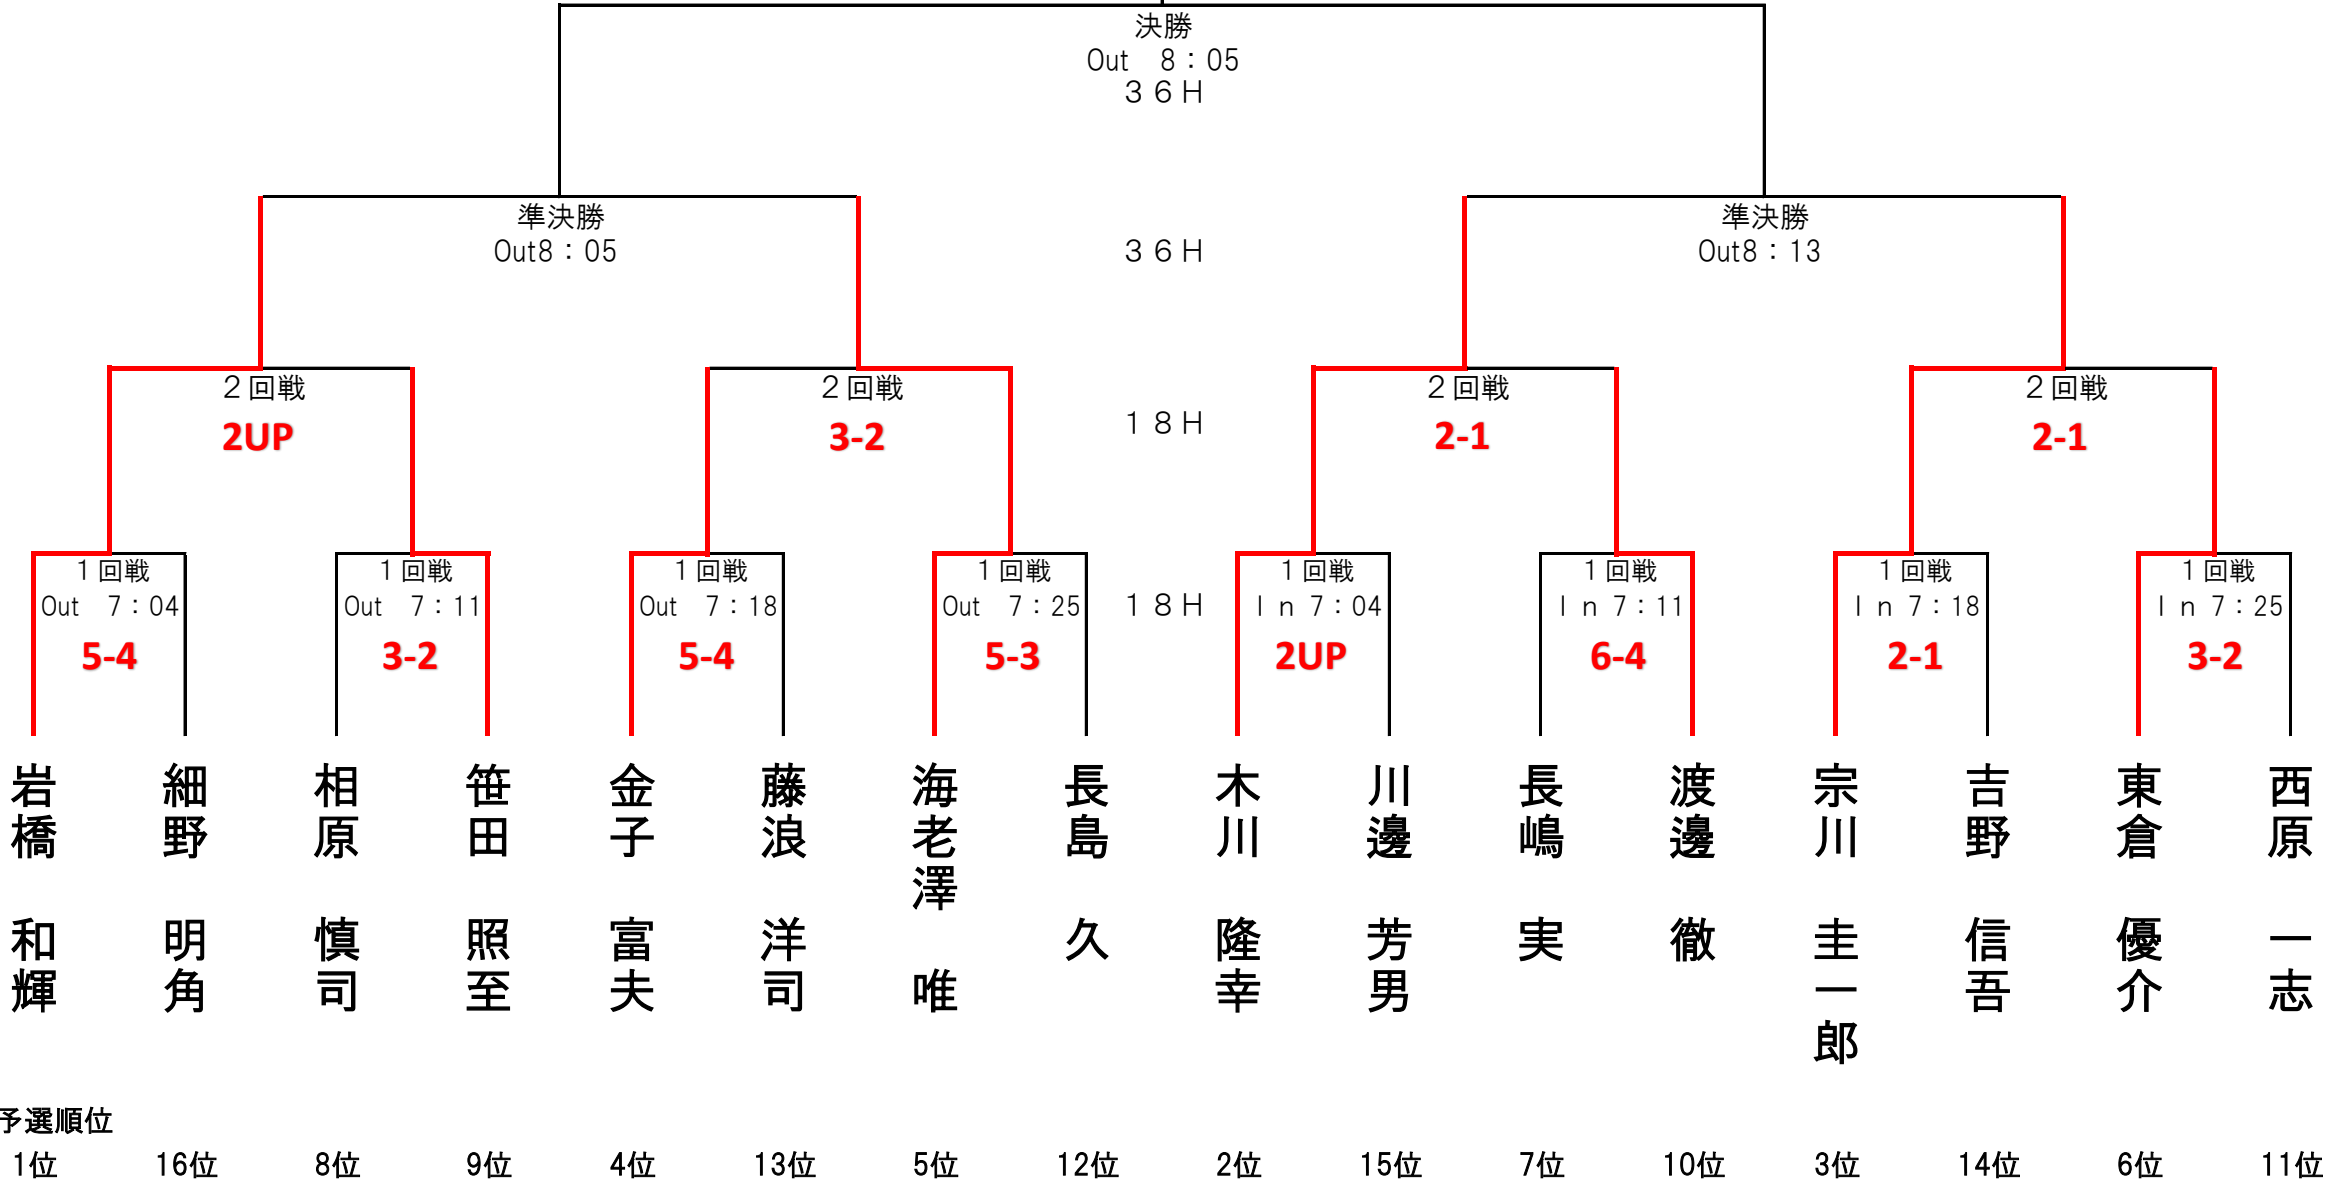 決勝
Out　8：05
３６H
準決勝
Out8：05
３６H
準決勝
Out8：13
２回戦
2UP
２回戦
3-2
１８H
２回戦
2-1
２回戦
2-1
１回戦
Out　7：04
5-4
１回戦
Out　7：11
3-2
１回戦
Out　7：18
5-4
１回戦
Out　7：25
5-3
１８H
１回戦
Ｉｎ 7：04
2UP
１回戦
Ｉｎ 7：11
6-4
１回戦
Ｉｎ 7：18
2-1
１回戦
Ｉｎ 7：25
3-2
岩橋　和輝
細野　明角
相原　慎司
笹田　照至
金子　富夫
藤浪　洋司
海老澤　唯
長島　久
木川　隆幸
川邊　芳男
長嶋　実
渡邊　徹
宗川　圭一郎
吉野　信吾
東倉　優介
西原　一志
予選順位
1位
16位
8位
9位
4位
13位
5位
12位
2位
15位
7位
10位
3位
14位
6位
11位